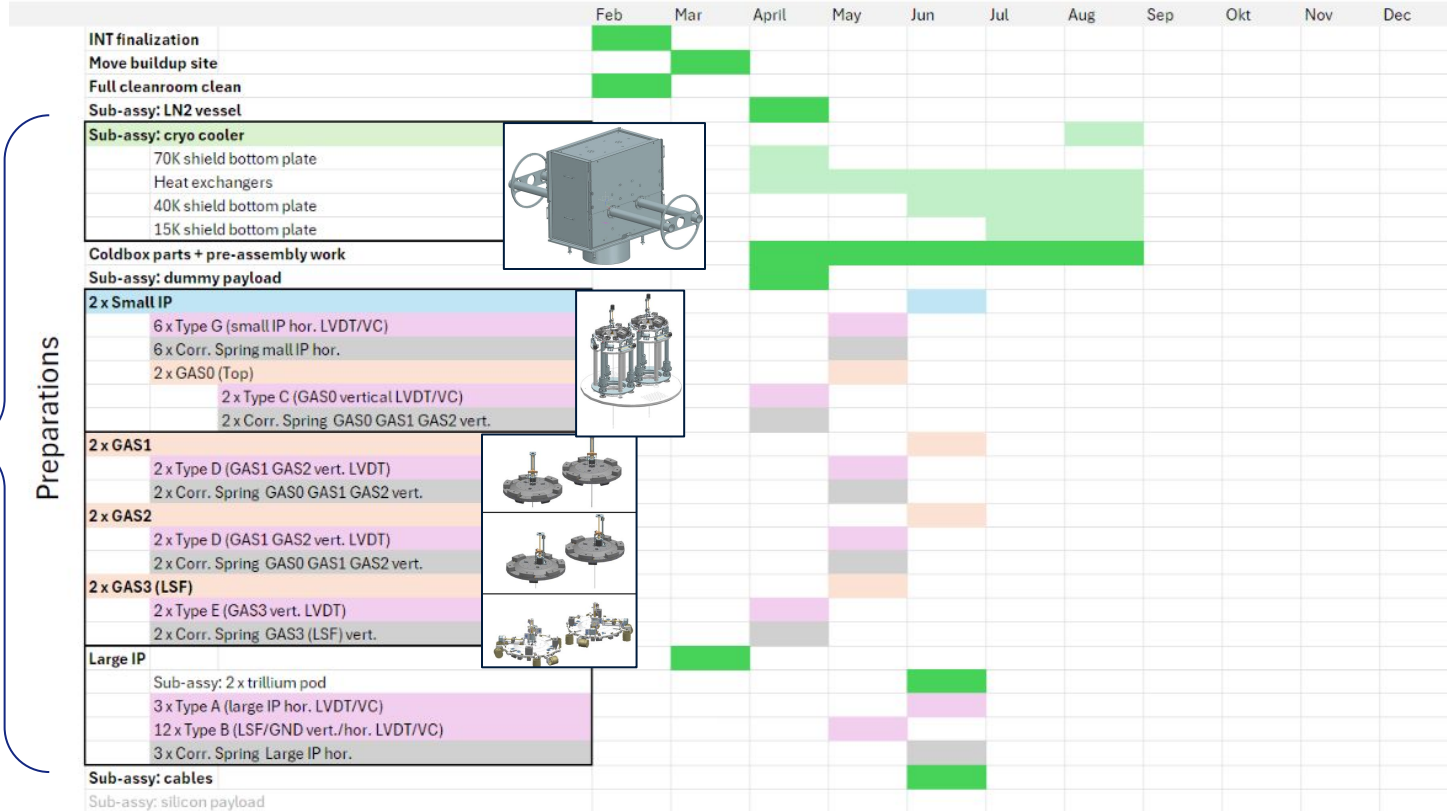 Feb Mar April May Jun Jul Aug Sep Okt Nov Dec
INT finalization
Move buildup site
Full cleanroom clean
Sub-assy: LN2 vessel
Sub-assy: cryo cooler
70K shield bottom plate
Heat exchangers
40K shield bottom plate
15K shield bottom plate
Coldbox parts + pre-assembly work
Sub-assy: dummy payload
2 x Small IP
6 x Type G (small IP hor. LVDT/VC)
6 x Corr. Spring mall IP hor.
2 x GAS0 (Top)
2 x Type C (GAS0 vertical LVDT/VC)
2 x Corr. Spring GAS0 GAS1 GAS2 vert.
Preparations
2 x GAS1
2 x Type D (GAS1 GAS2 vert. LVDT)
2 x Corr. Spring GAS0 GAS1 GAS2 vert.
2 x GAS2
2 x Type D (GAS1 GAS2 vert. LVDT)
2 x Corr. Spring GAS0 GAS1 GAS2 vert.
2 x GAS3 (LSF)
2 x Type E (GAS3 vert. LVDT)
2 x Corr. Spring GAS3 (LSF) vert.
Large IP
Sub-assy: 2 x trillium pod
3 x Type A (large IP hor. LVDT/VC)
12 x Type B (LSF/GND vert./hor. LVDT/VC)
3 x Corr. Spring Large IP hor.
Sub-assy: cables
Sub-assy: silicon payload